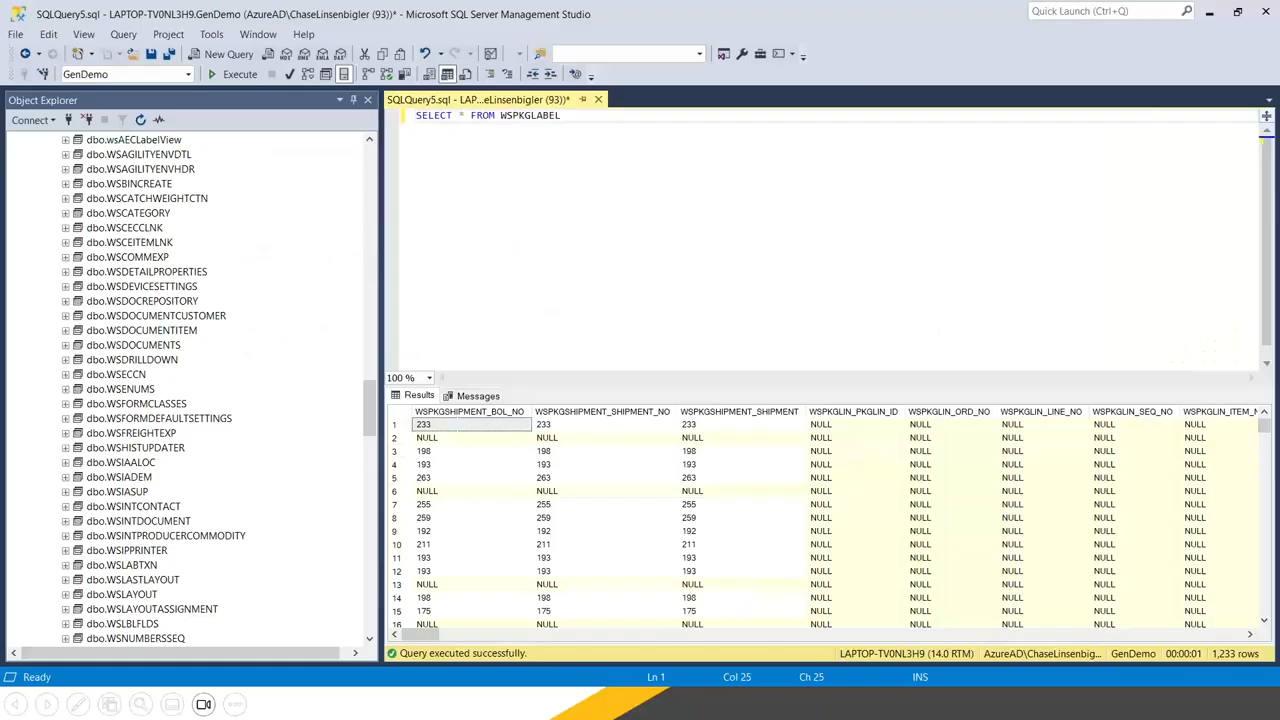 SQLQuery5.sql - LAPTOP-TV0NL3H9.GenDemo (AzureAD\ChaseLinsenbigler (93))* - Microsoft SQL Server Management Studio
Quick Launch (Ctrl+Q)
File Edit View Query Project Tools Window Help
New Query
GenDemo Execute
Object Explorer
SQLQuery5.sql - LAP...eLinsenbigler (93))*
Connect
SELECT * FROM WSPKGLABEL
dbo.wsAECLabelView
dbo.WSAGILITYENVDTL
dbo.WSAGILITYENVHDR
dbo.WSBINCREATE
dbo.WSCATCHWEIGHTCTN
dbo.WSCATEGORY
dbo.WSCECCLNK
dbo.WSCEITEMLNK
dbo.WSCOMMEXP
dbo.WSDETAILPROPERTIES
dbo.WSDEVICESETTINGS
dbo.WSDOCREPOSITORY
dbo.WSDOCUMENTCUSTOMER
dbo.WSDOCUMENTITEM
dbo.WSDOCUMENTS
dbo.WSDRILLDOWN
dbo.WSECCN
dbo.WSENUMS
dbo.WSFORMCLASSES
dbo.WSFORMDEFAULTSETTINGS
dbo.WSFREIGHTEXP
dbo.WSHISTUPDATER
dbo.WSIAALOC
dbo.WSIADEM
dbo.WSIASUP
dbo.WSINTCONTACT
dbo.WSINTDOCUMENT
dbo.WSINTPRODUCERCOMMODITY
dbo.WSIPPRINTER
dbo.WSLABTXN
dbo.WSLASTLAYOUT
dbo.WSLAYOUT
dbo.WSLAYOUTASSIGNMENT
dbo.WSLBLFLDS
dbo.WSNUMBERSSEQ
100 %
Results Messages
WSPKGSHIPMENT_BOL_NO WSPKGSHIPMENT_SHIPMENT_NO WSPKGSHIPMENT_SHIPMENT WSPKGLIN_PKGLIN_ID WSPKGLIN_ORD_NO WSPKGLIN_LINE_NO WSPKGLIN_SEQ_NO WSPKGLIN_ITEM_N
1 233 233 233 NULL NULL NULL NULL NULL
2 NULL NULL NULL NULL NULL NULL NULL NULL
3 198 198 198 NULL NULL NULL NULL NULL
4 193 193 193 NULL NULL NULL NULL NULL
5 263 263 263 NULL NULL NULL NULL NULL
6 NULL NULL NULL NULL NULL NULL NULL NULL
7 255 255 255 NULL NULL NULL NULL NULL
8 259 259 259 NULL NULL NULL NULL NULL
9 192 192 192 NULL NULL NULL NULL NULL
10 211 211 211 NULL NULL NULL NULL NULL
11 193 193 193 NULL NULL NULL NULL NULL
12 193 193 193 NULL NULL NULL NULL NULL
13 NULL NULL NULL NULL NULL NULL NULL NULL
14 198 198 198 NULL NULL NULL NULL NULL
15 175 175 175 NULL NULL NULL NULL NULL
16 NULL NULL NULL NULL NULL NULL NULL NULL
Query executed successfully. LAPTOP-TV0NL3H9 (14.0 RTM) AzureAD\ChaseLinsenbig... GenDemo 00:00:01 1,233 rows
Ready Ln 1 Col 25 Ch 25 INS